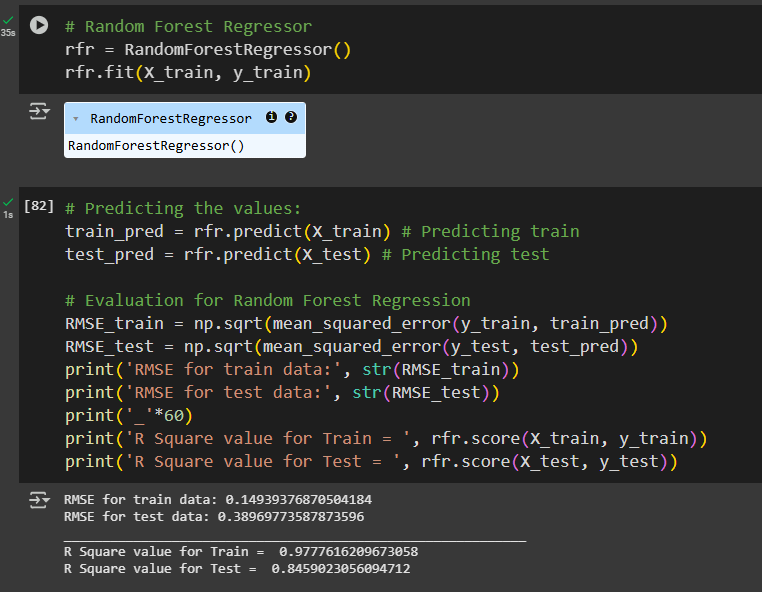 35s
# Random Forest Regressor
rfr = RandomForestRegressor()
rfr.fit(X_train, y_train)
RandomForestRegressor i ?
RandomForestRegressor()
1s
[82]
# Predicting the values:
train_pred = rfr.predict(X_train) # Predicting train
test_pred = rfr.predict(X_test) # Predicting test
# Evaluation for Random Forest Regression
RMSE_train = np.sqrt(mean_squared_error(y_train, train_pred))
RMSE_test = np.sqrt(mean_squared_error(y_test, test_pred))
print('RMSE for train data:', str(RMSE_train))
print('RMSE for test data:', str(RMSE_test))
print('_'*60)
print('R Square value for Train = ', rfr.score(X_train, y_train))
print('R Square value for Test = ', rfr.score(X_test, y_test))
RMSE for train data: 0.14939376870504184
RMSE for test data: 0.38969773587873596
____________________________________________________________
R Square value for Train =  0.9777616209673058
R Square value for Test =  0.8459023056094712